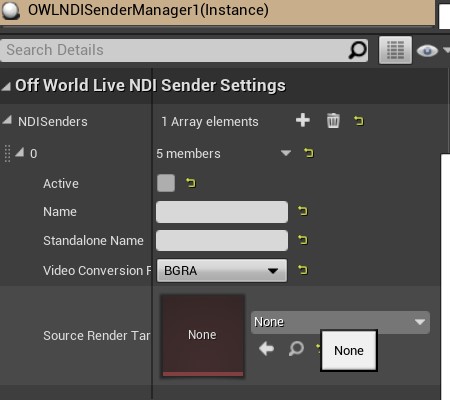 OWLNDISenderManager1(Instance)
Search Details
Off World Live NDI Sender Settings
NDISenders 1 Array elements
0 5 members
Active
Name
Standalone Name
Video Conversion F BGRA
Source Render Tar None None
None